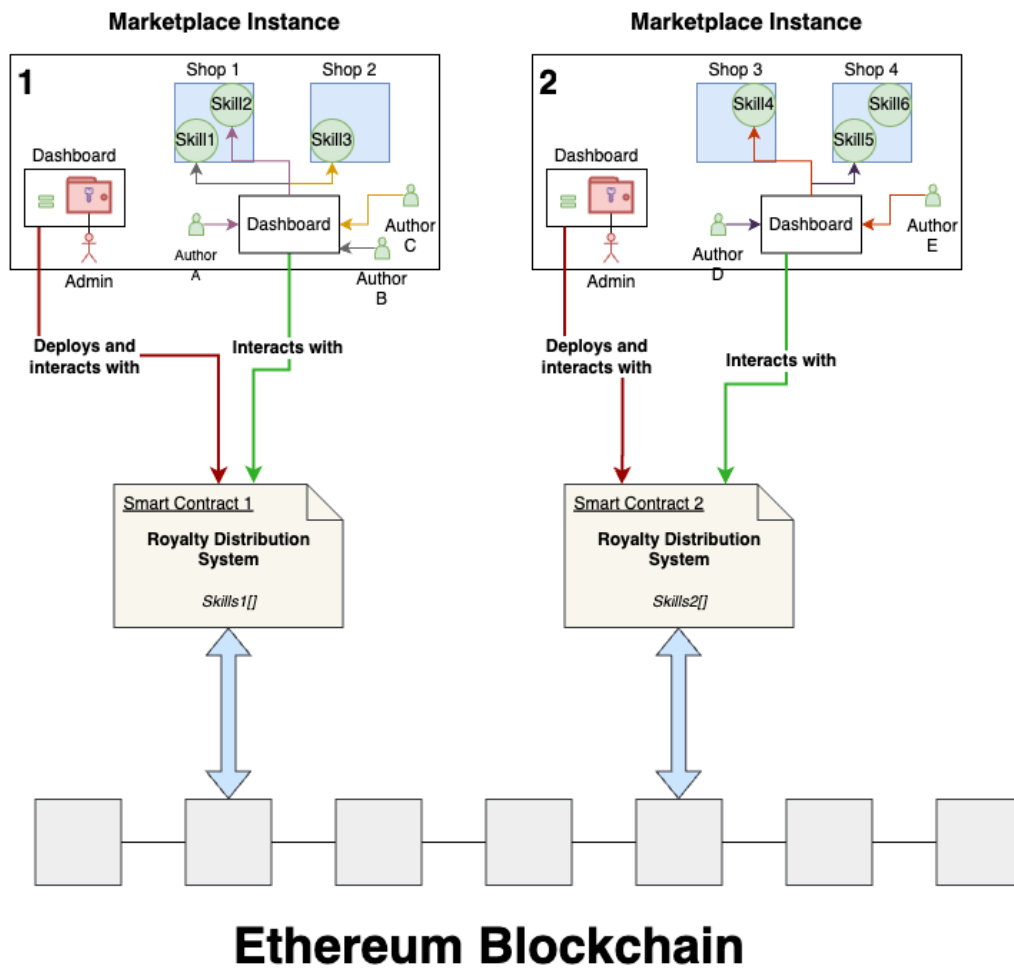 Marketplace Instance
1
Shop 1
Shop 2
Skill2
Skill1
Skill3
Dashboard
Admin
Dashboard
Author
A
Author
C
Author
B
Deploys and
interacts with
Interacts with
Smart Contract 1
Royalty Distribution
System
Skills1[]
Marketplace Instance
2
Shop 3
Shop 4
Skill4
Skill6
Skill5
Dashboard
Admin
Dashboard
Author
D
Author
E
Deploys and
interacts with
Interacts with
Smart Contract 2
Royalty Distribution
System
Skills2[]
Ethereum Blockchain